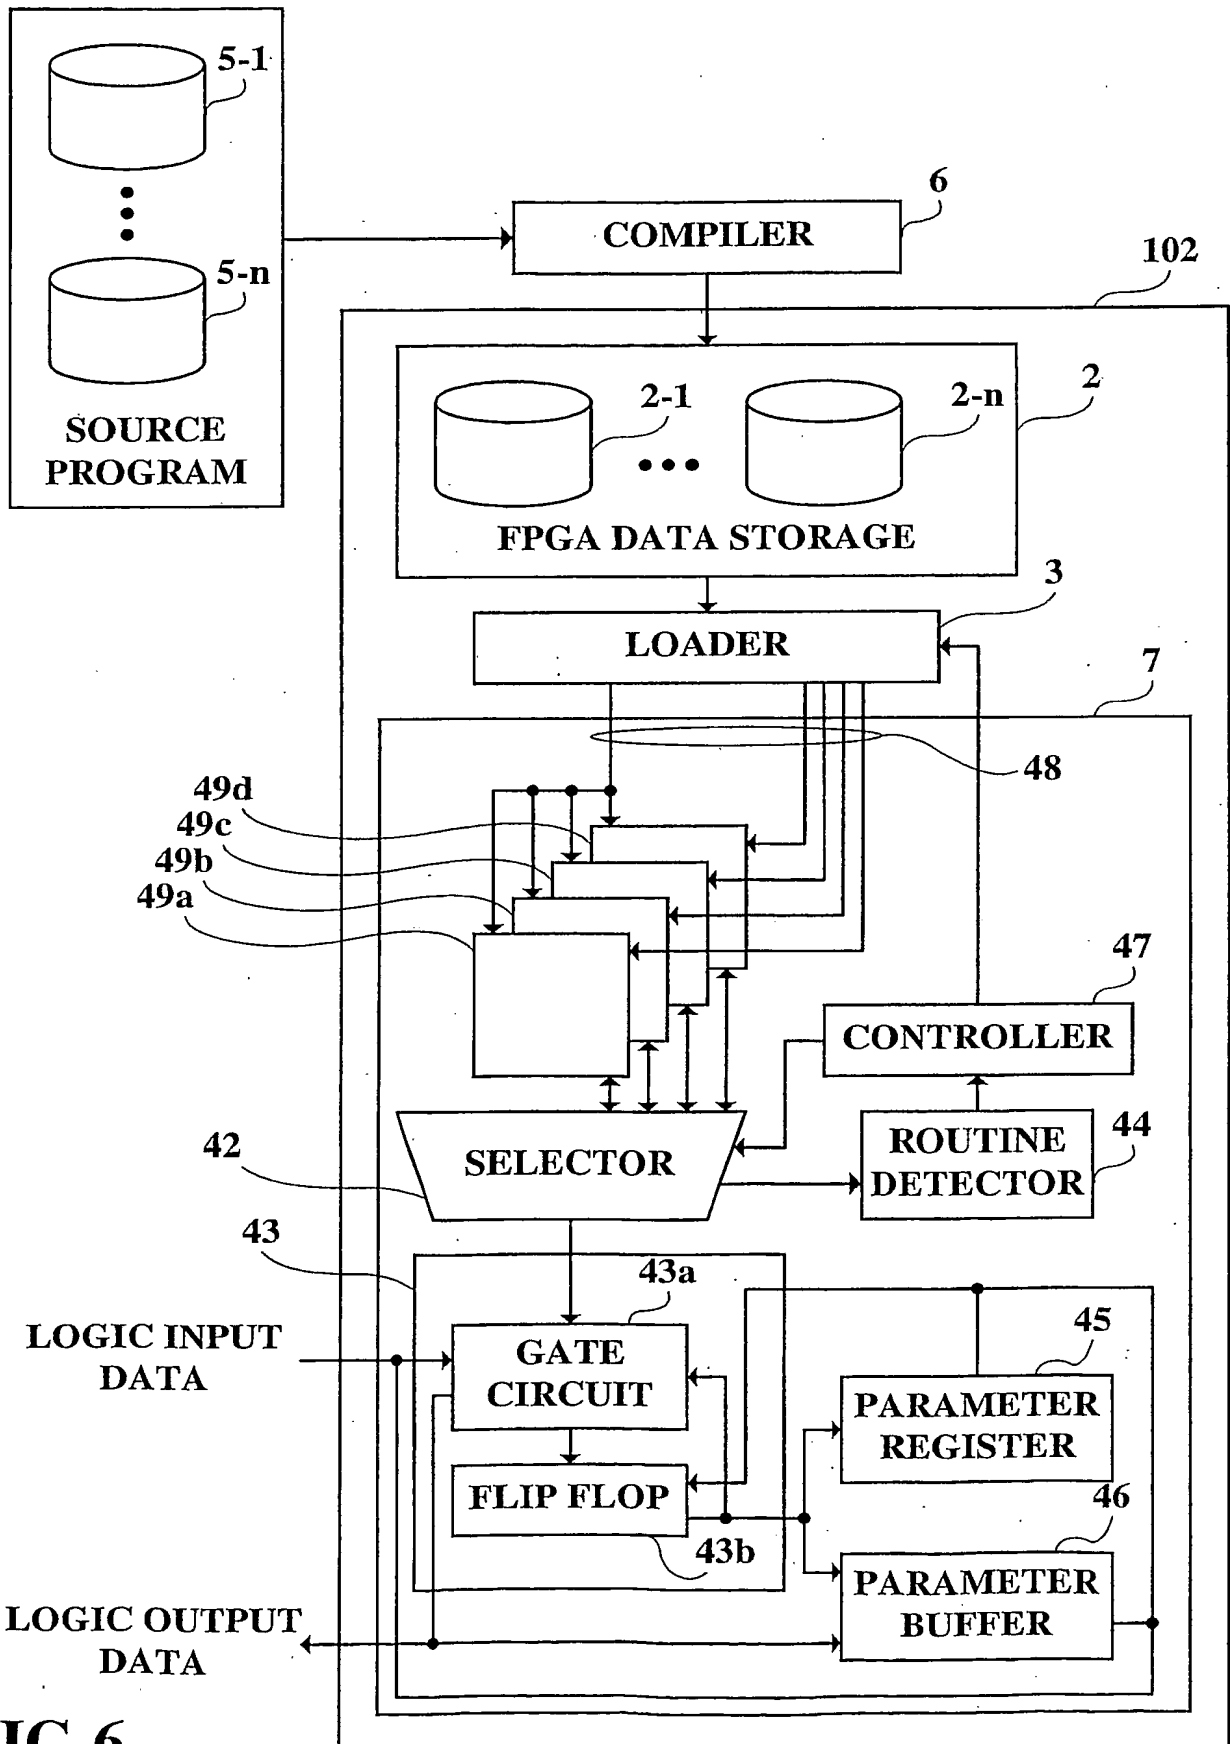 5-1
5-n
SOURCE
PROGRAM
6
COMPILER
102
2-1
2-n
2
FPGA DATA STORAGE
3
LOADER
7
48
49d
49c
49b
49a
47
CONTROLLER
42
SELECTOR
44
ROUTINE
DETECTOR
43
43a
LOGIC INPUT
DATA
GATE
CIRCUIT
45
PARAMETER
REGISTER
FLIP FLOP
43b
46
PARAMETER
BUFFER
LOGIC OUTPUT
DATA